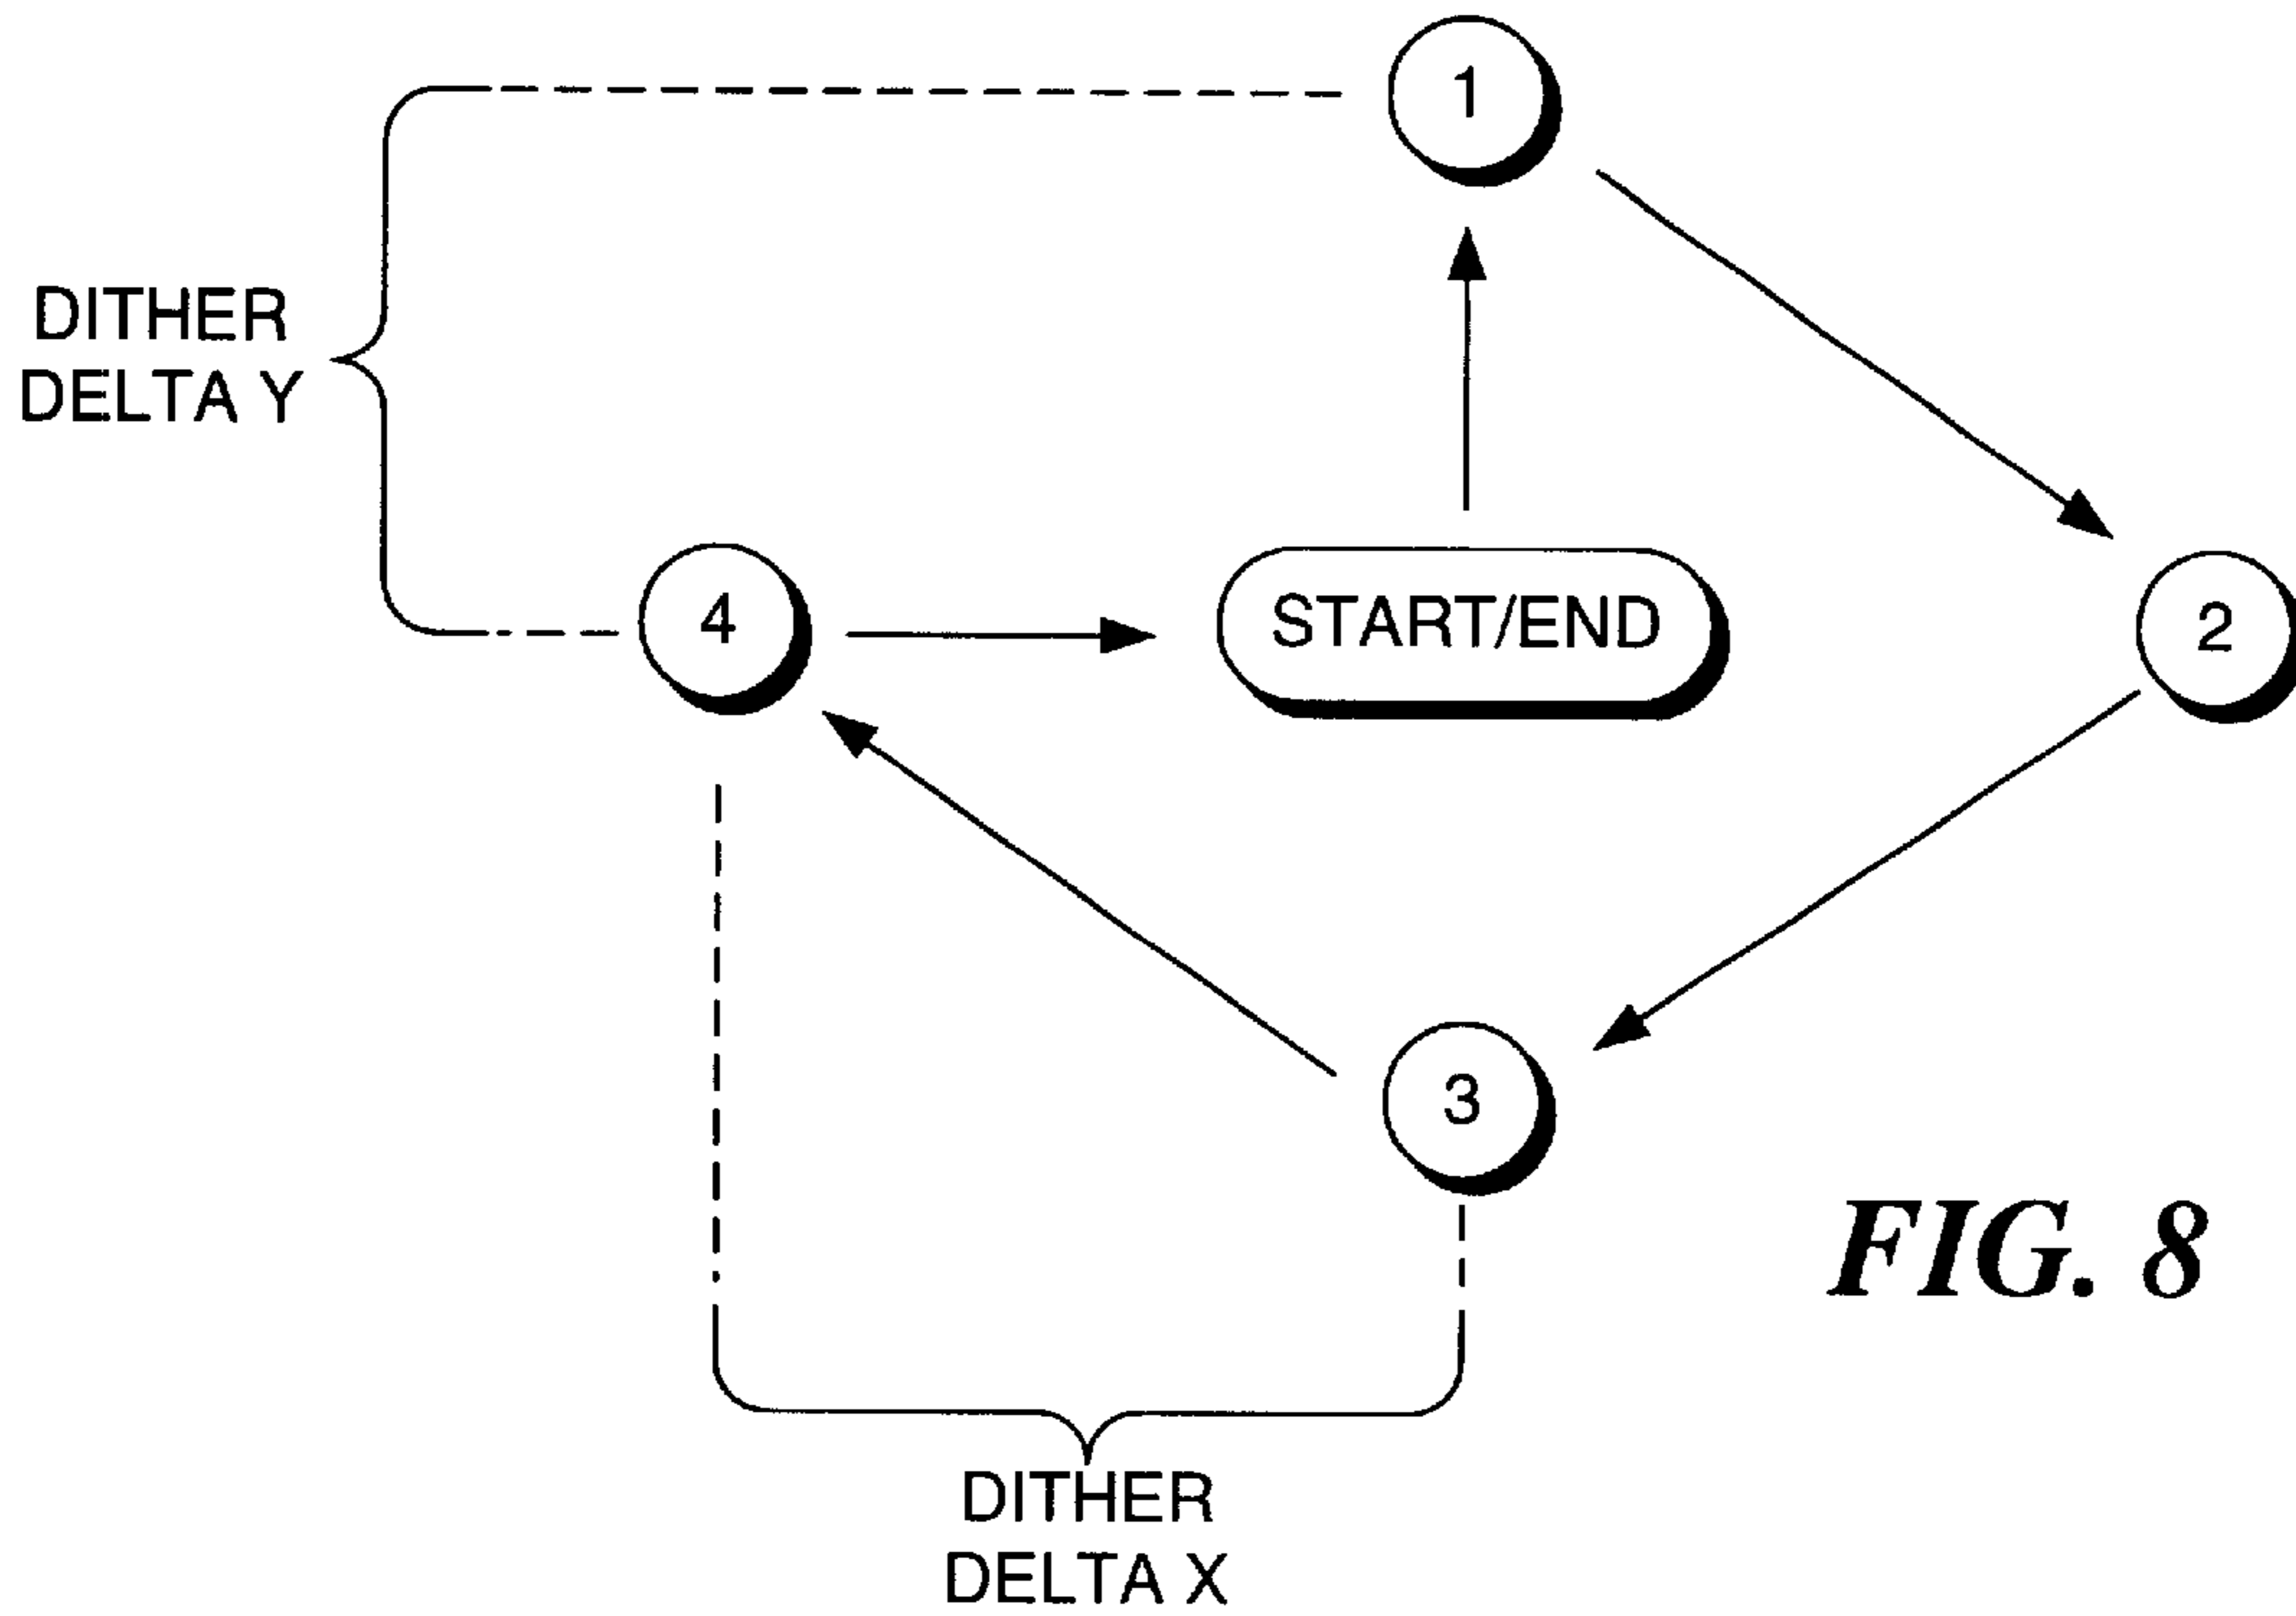 1
DITHER
DELTA Y
4
START/END
2
3
FIG. 8
DITHER
DELTA X